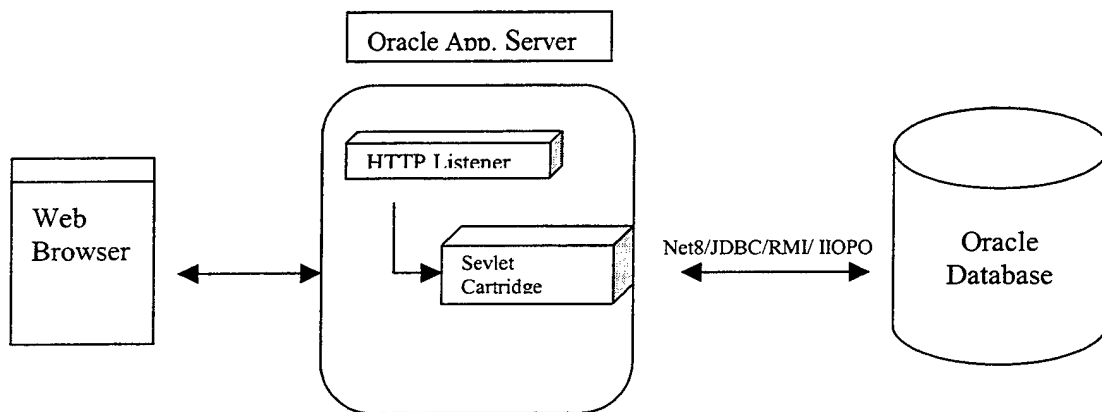 Oracle App. Server
HTTP Listener
Web
Browser
Sevlet
Cartridge
Net8/JDBC/RMI/ IIOPO
Oracle
Database